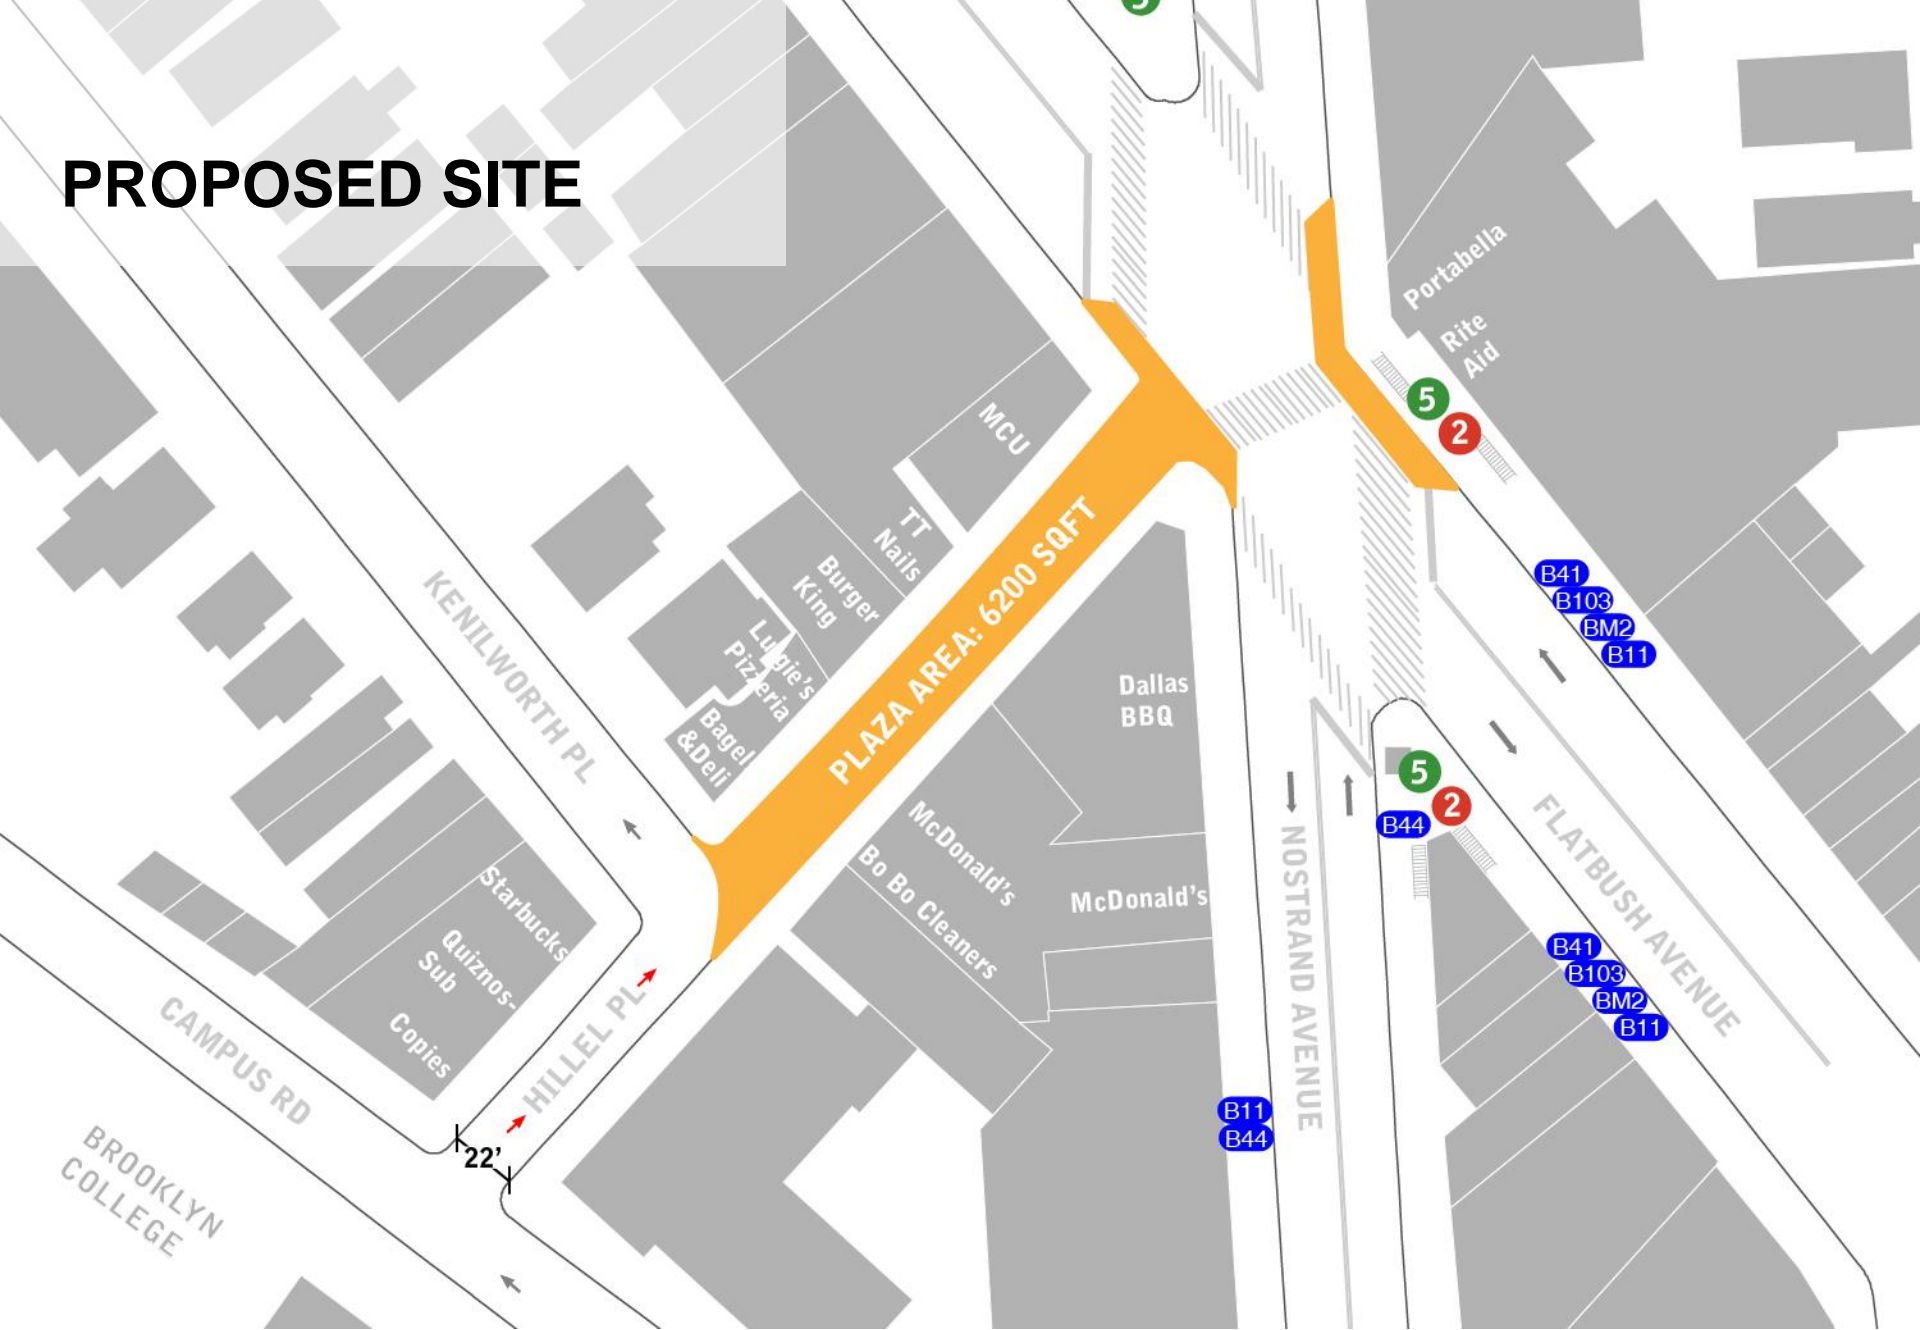 PROPOSED SITE
5
Portabella
Rite
Aid
5
2
MCU
TT
Nails
Burger
King
Luigie's
Pizzeria
Bagel
&Deli
PLAZA AREA: 6200 SQFT
KENILWORTH PL
B41
B103
BM2
B11
Dallas
BBQ
McDonald's
Bo Bo Cleaners
McDonald's
5
2
B44
NOSTRAND AVENUE
FLATBUSH AVENUE
B41
B103
BM2
B11
Starbucks
Quiznos-
Sub
Copies
HILLEL PL
CAMPUS RD
22'
B11
B44
BROOKLYN
COLLEGE